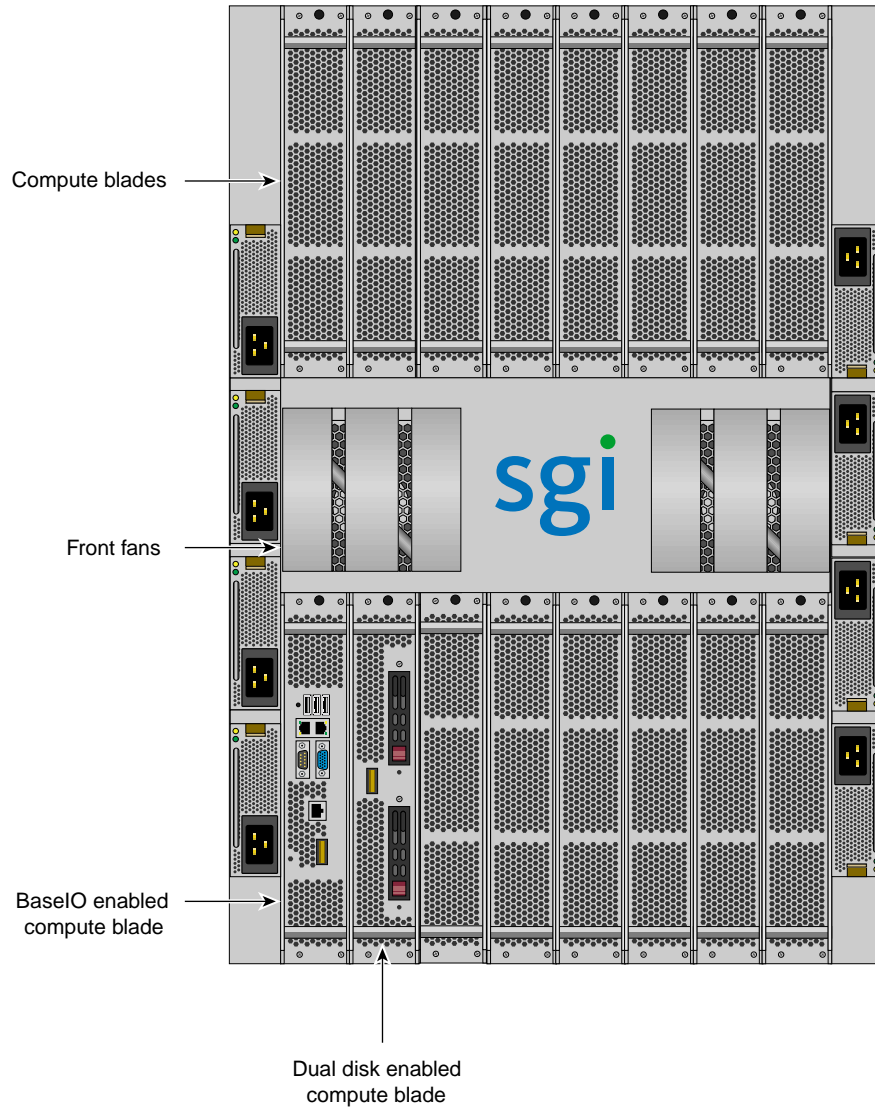 Compute blades
sgi
Front fans
BaseIO enabled
compute blade
Dual disk enabled
compute blade